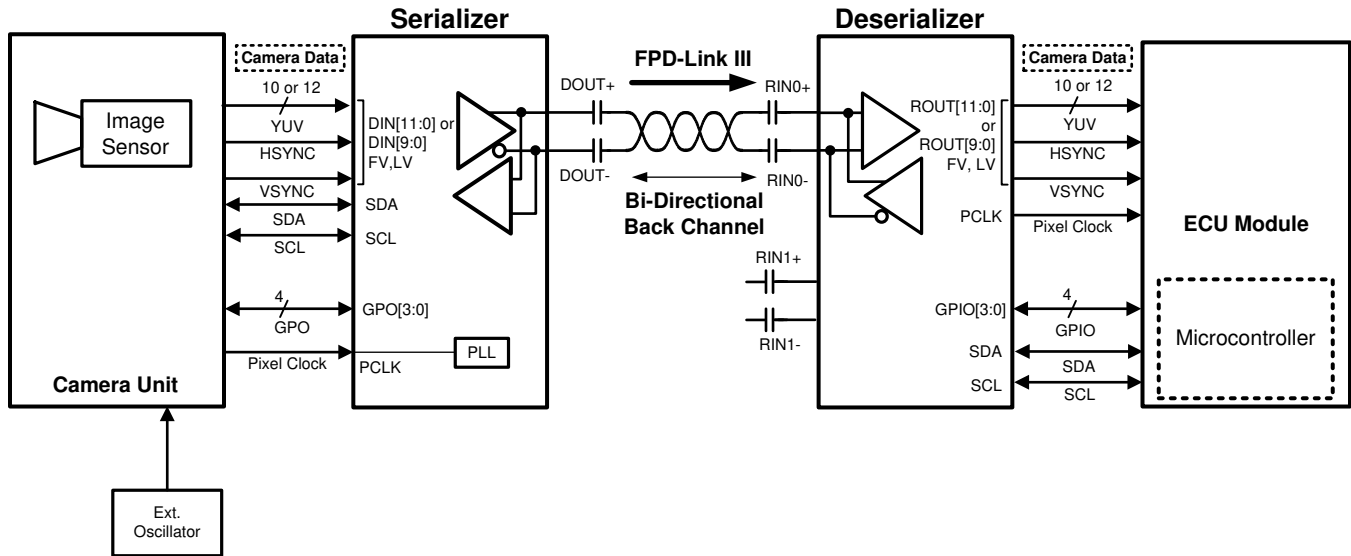 Serializer
Deserializer
Camera Data
FPD-Link III
Camera Data
DOUT+
RIN0+
10 or 12
YUV
HSYNC
VSYNC
SDA
SCL
4
GPO
Pixel Clock
Image
Sensor
Camera Unit
Ext.
Oscillator
DIN[11:0] or
DIN[9:0]
FV,LV
SDA
SCL
GPO[3:0]
PCLK
PLL
DOUT-
RIN0-
Bi-Directional
Back Channel
RIN1+
RIN1-
ROUT[11:0]
or
ROUT[9:0]
FV, LV
PCLK
GPIO[3:0]
SDA
SCL
10 or 12
YUV
HSYNC
VSYNC
Pixel Clock
4
GPIO
SDA
SCL
ECU Module
Microcontroller